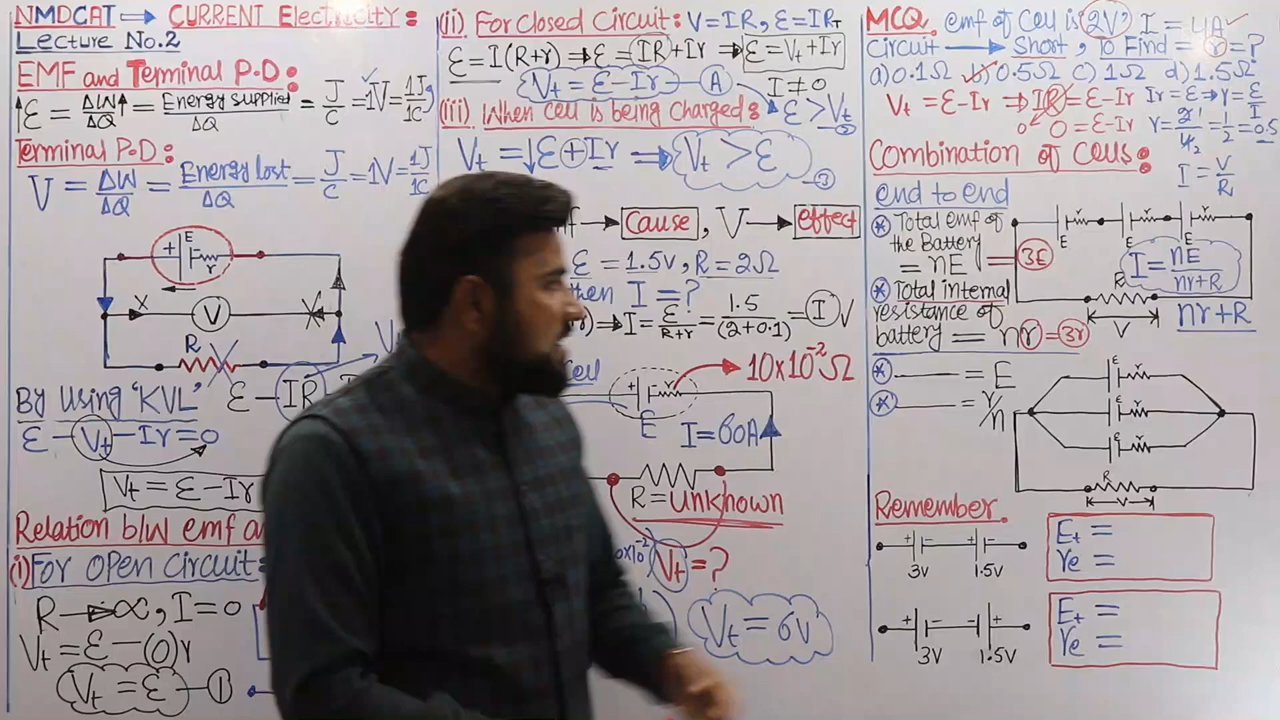 NMDCAT ⇒ CURRENT Electricity:
Lecture No.2
EMF and Terminal P.D:
↑Ɛ = ΔW↑/ΔQ = Energy supplied/ΔQ = J/C = 1V = 1J/1C
Terminal P.D:
V = ΔW/ΔQ = Energy lost/ΔQ = J/C = 1V = 1J/1C
+ E
r
X
V
R
By Using 'KVL'
Ɛ - IR
Ɛ - Vt - Ir = 0
Vt = Ɛ - Ir
Relation b/w emf
(i) For open circuit:
R → ∞, I = 0
Vt = Ɛ - (0)r
Vt = Ɛ - ①
(ii) For Closed Circuit: V = IR, Ɛ = IRT
Ɛ = I(R+r) ⇒ Ɛ = IR + Ir ⇒ Ɛ = Vt + Ir
Vt = Ɛ - Ir - A
I ≠ 0
Ɛ > Vt ②
(iii) When cell is being charged:
Vt = ↓Ɛ + Ir ⇒ Vt > Ɛ - ③
→ Cause, V → effect
Ɛ = 1.5v, R = 2Ω
I = ?
⇒ I = Ɛ/R+r = 1.5/(2+0.1) = I V
+ r
E
10x10⁻²Ω
I = 60A
R = Unknown
Vt = ?
Vt = 6V
MCQ. emf of Cell is 2V, I = 4A
Circuit → Short, To Find = r = ?
a) 0.1Ω b) 0.5Ω c) 1Ω d) 1.5Ω
Vt = Ɛ - Ir ⇒ IR = Ɛ - Ir
0 = Ɛ - Ir
Ir = Ɛ ⇒ r = Ɛ/I
r = 2/4 = 1/2 = 0.5
Combination of Cells:
I = V/R
end to end
* Total emf of
the Battery
= nE = 3E
* Total internal
resistance of
battery = nr = 3r
r r r
E E E
I = nE/nr+R
R
V
nr+R
* = E
* = r/n
E r
E r
E r
R
V
Remember.
+ - + -
3V 1.5V
Et =
re =
+ - - +
3V 1.5V
Et =
re =